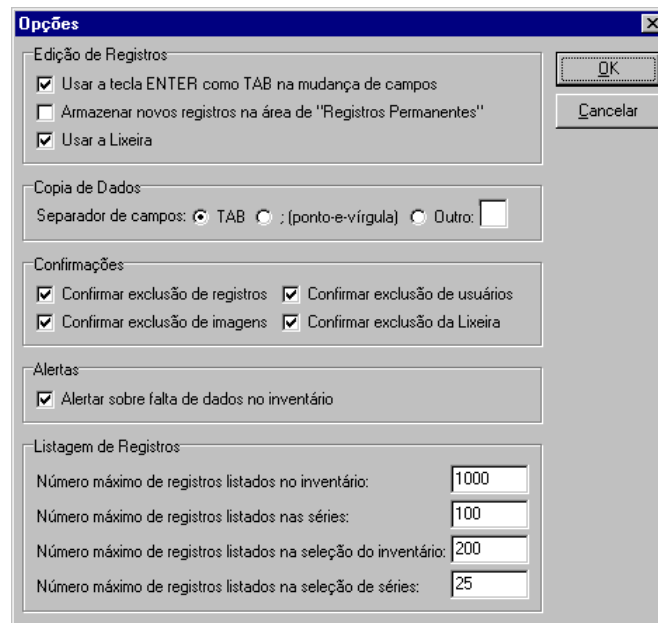 Opções
Edição de Registros
Usar a tecla ENTER como TAB na mudança de campos
Armazenar novos registros na área de "Registros Permanentes"
Usar a Lixeira
OK
Cancelar
Copia de Dados
Separador de campos: TAB ; (ponto-e-vírgula) Outro:
Confirmações
Confirmar exclusão de registros Confirmar exclusão de usuários
Confirmar exclusão de imagens Confirmar exclusão da Lixeira
Alertas
Alertar sobre falta de dados no inventário
Listagem de Registros
Número máximo de registros listados no inventário: 1000
Número máximo de registros listados nas séries: 100
Número máximo de registros listados na seleção do inventário: 200
Número máximo de registros listados na seleção de séries: 25